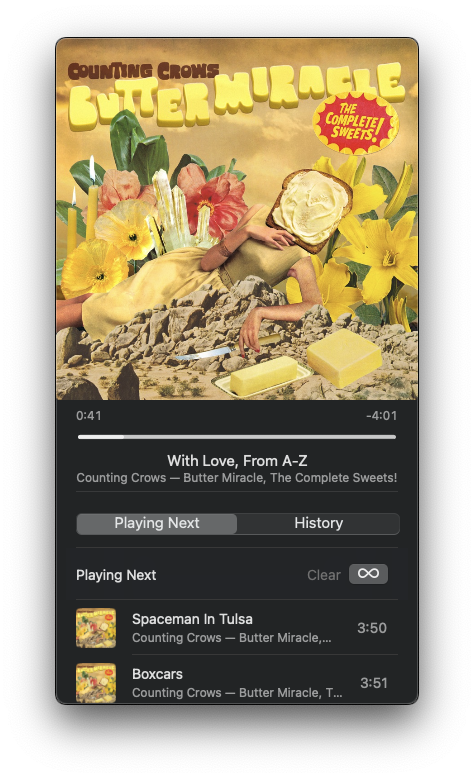 COUNTING CROWS
BUTTER MIRACLE
THE
COMPLETE
SWEETS!
0:41 -4:01
With Love, From A-Z
Counting Crows — Butter Miracle, The Complete Sweets!
Playing Next History
Playing Next Clear
Spaceman In Tulsa 3:50
Counting Crows — Butter Miracle,...
Boxcars 3:51
Counting Crows — Butter Miracle, T...